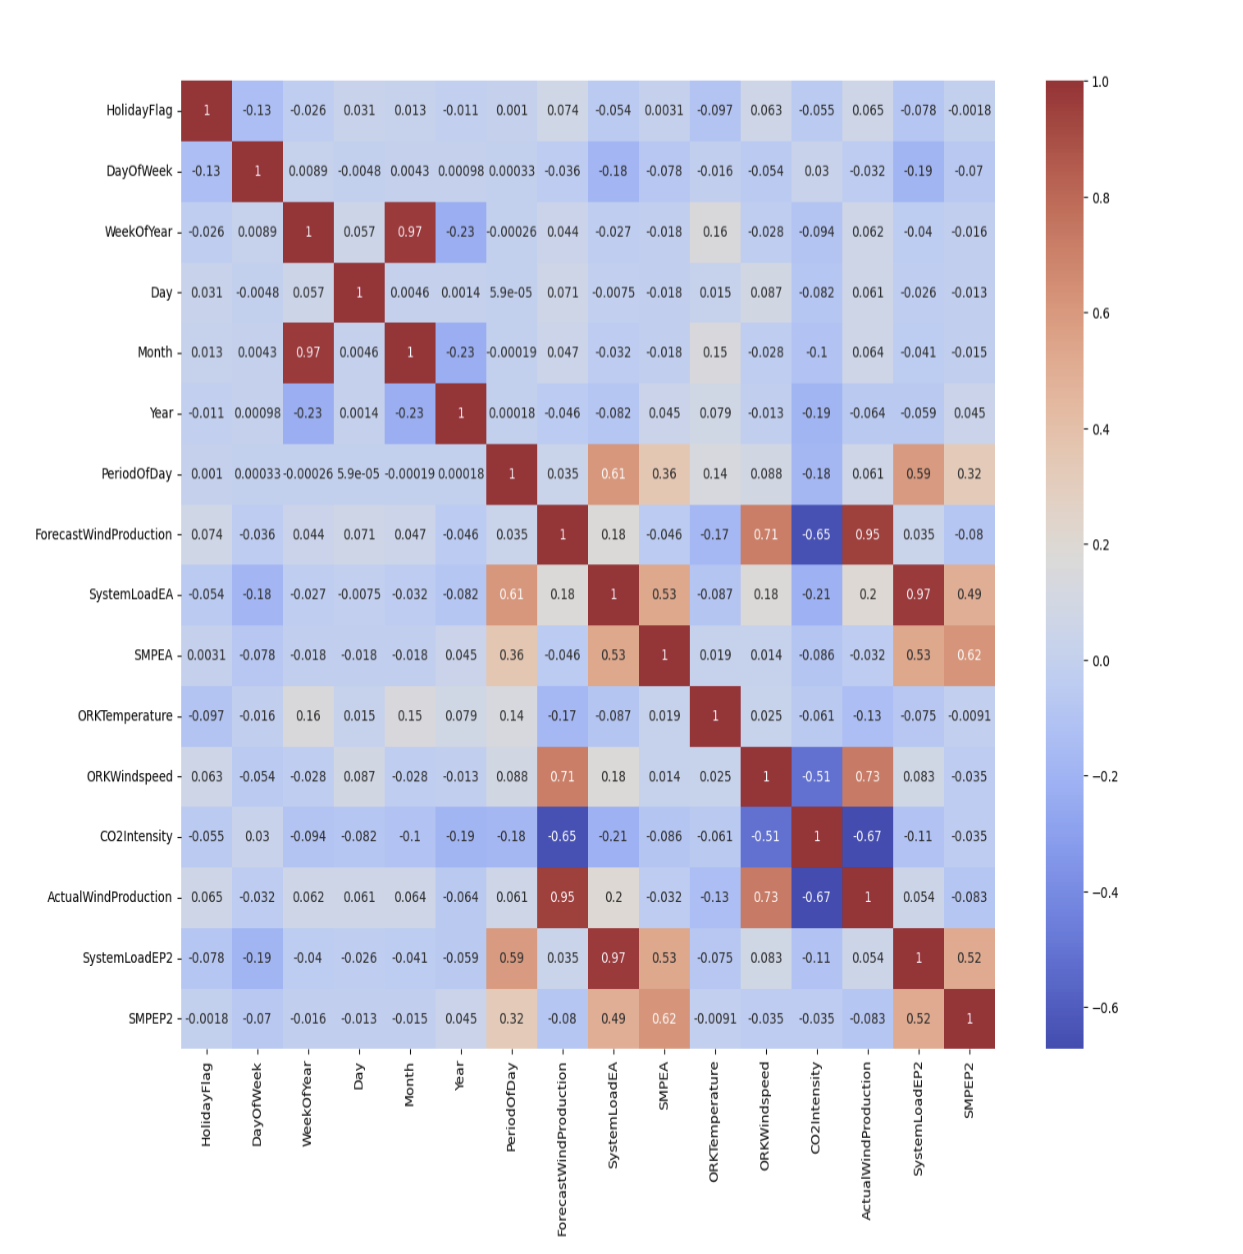 HolidayFlag 1 -0.13 -0.026 0.031 0.013 -0.011 0.001 0.074 -0.054 0.0031 -0.097 0.063 -0.055 0.065 -0.078 -0.0018
DayOfWeek -0.13 1 0.0089 -0.0048 0.0043 0.00098 0.00033 -0.036 -0.18 -0.078 -0.016 -0.054 0.03 -0.032 -0.19 -0.07
WeekOfYear -0.026 0.0089 1 0.057 0.97 -0.23 -0.00026 0.044 -0.027 -0.018 0.16 -0.028 -0.094 0.062 -0.04 -0.016
Day 0.031 -0.0048 0.057 1 0.0046 0.0014 5.9e-05 0.071 -0.0075 -0.018 0.015 0.087 -0.082 0.061 -0.026 -0.013
Month 0.013 0.0043 0.97 0.0046 1 -0.23 -0.00019 0.047 -0.032 -0.018 0.15 -0.028 -0.1 0.064 -0.041 -0.015
Year -0.011 0.00098 -0.23 0.0014 -0.23 1 0.00018 -0.046 -0.082 0.045 0.079 -0.013 -0.19 -0.064 -0.059 0.045
PeriodOfDay 0.001 0.00033 -0.00026 5.9e-05 -0.00019 0.00018 1 0.035 0.61 0.36 0.14 0.088 -0.18 0.061 0.59 0.32
ForecastWindProduction 0.074 -0.036 0.044 0.071 0.047 -0.046 0.035 1 0.18 -0.046 -0.17 0.71 -0.65 0.95 0.035 -0.08
SystemLoadEA -0.054 -0.18 -0.027 -0.0075 -0.032 -0.082 0.61 0.18 1 0.53 -0.087 0.18 -0.21 0.2 0.97 0.49
SMPEA 0.0031 -0.078 -0.018 -0.018 -0.018 0.045 0.36 -0.046 0.53 1 0.019 0.014 -0.086 -0.032 0.53 0.62
ORKTemperature -0.097 -0.016 0.16 0.015 0.15 0.079 0.14 -0.17 -0.087 0.019 1 0.025 -0.061 -0.13 -0.075 -0.0091
ORKWindspeed 0.063 -0.054 -0.028 0.087 -0.028 -0.013 0.088 0.71 0.18 0.014 0.025 1 -0.51 0.73 0.083 -0.035
CO2Intensity -0.055 0.03 -0.094 -0.082 -0.1 -0.19 -0.18 -0.65 -0.21 -0.086 -0.061 -0.51 1 -0.67 -0.11 -0.035
ActualWindProduction 0.065 -0.032 0.062 0.061 0.064 -0.064 0.061 0.95 0.2 -0.032 -0.13 0.73 -0.67 1 0.054 -0.083
SystemLoadEP2 -0.078 -0.19 -0.04 -0.026 -0.041 -0.059 0.59 0.035 0.97 0.53 -0.075 0.083 -0.11 0.054 1 0.52
SMPEP2 -0.0018 -0.07 -0.016 -0.013 -0.015 0.045 0.32 -0.08 0.49 0.62 -0.0091 -0.035 -0.035 -0.083 0.52 1
HolidayFlag
DayOfWeek
WeekOfYear
Day
Month
Year
PeriodOfDay
ForecastWindProduction
SystemLoadEA
SMPEA
ORKTemperature
ORKWindspeed
CO2Intensity
ActualWindProduction
SystemLoadEP2
SMPEP2
1.0
0.8
0.6
0.4
0.2
0.0
−0.2
−0.4
−0.6